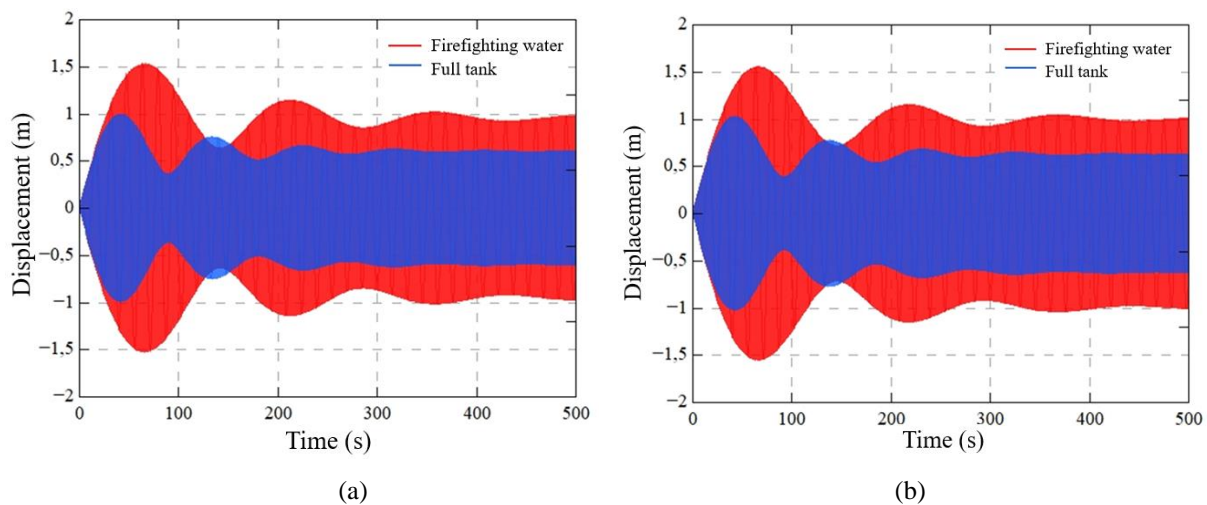 2
1.5
1
0.5
0
−0.5
−1
−1.5
−2
Displacement (m)
Firefighting water
Full tank
0 100 200 300 400 500
Time (s)
(a)
2
1.5
1
0.5
0
−0.5
−1
−1.5
−2
Displacement (m)
Firefighting water
Full tank
0 100 200 300 400 500
Time (s)
(b)